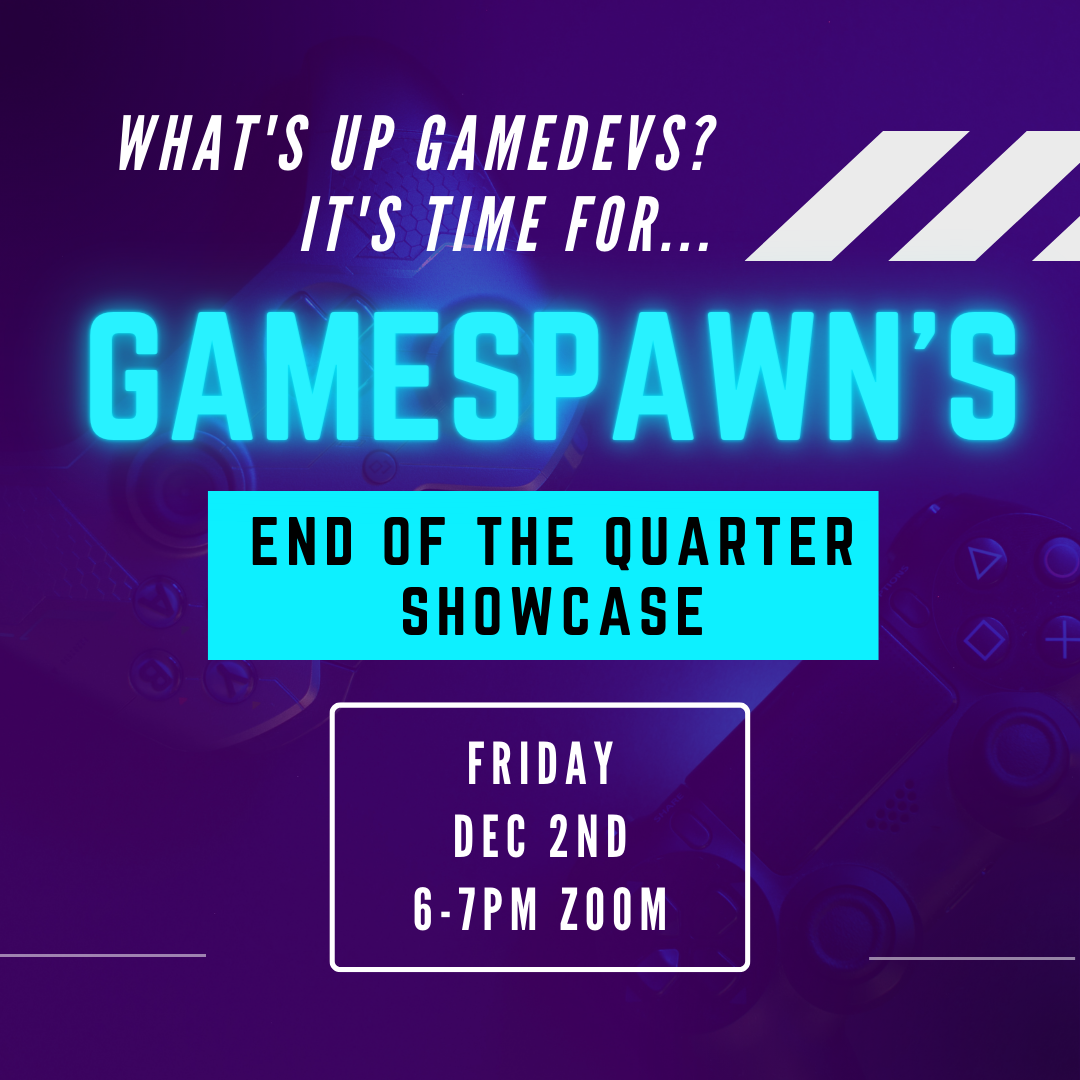 WHAT'S UP GAMEDEVS?
IT'S TIME FOR...
GAMESPAWN'S
END OF THE QUARTER
SHOWCASE
FRIDAY
DEC 2ND
6-7PM ZOOM